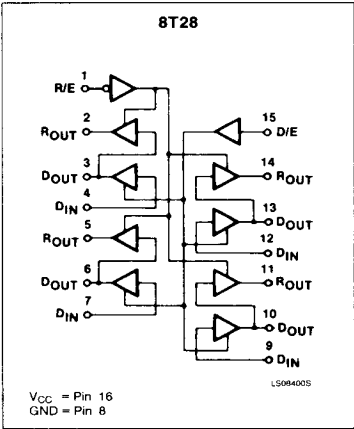 8T28
R/E 1
2
ROUT
3
DOUT
4
DIN
5
ROUT
6
DOUT
7
DIN
15
D/E
14
ROUT
13
DOUT
12
DIN
11
ROUT
10
DOUT
9
DIN
LS08400S
VCC = Pin 16
GND = Pin 8